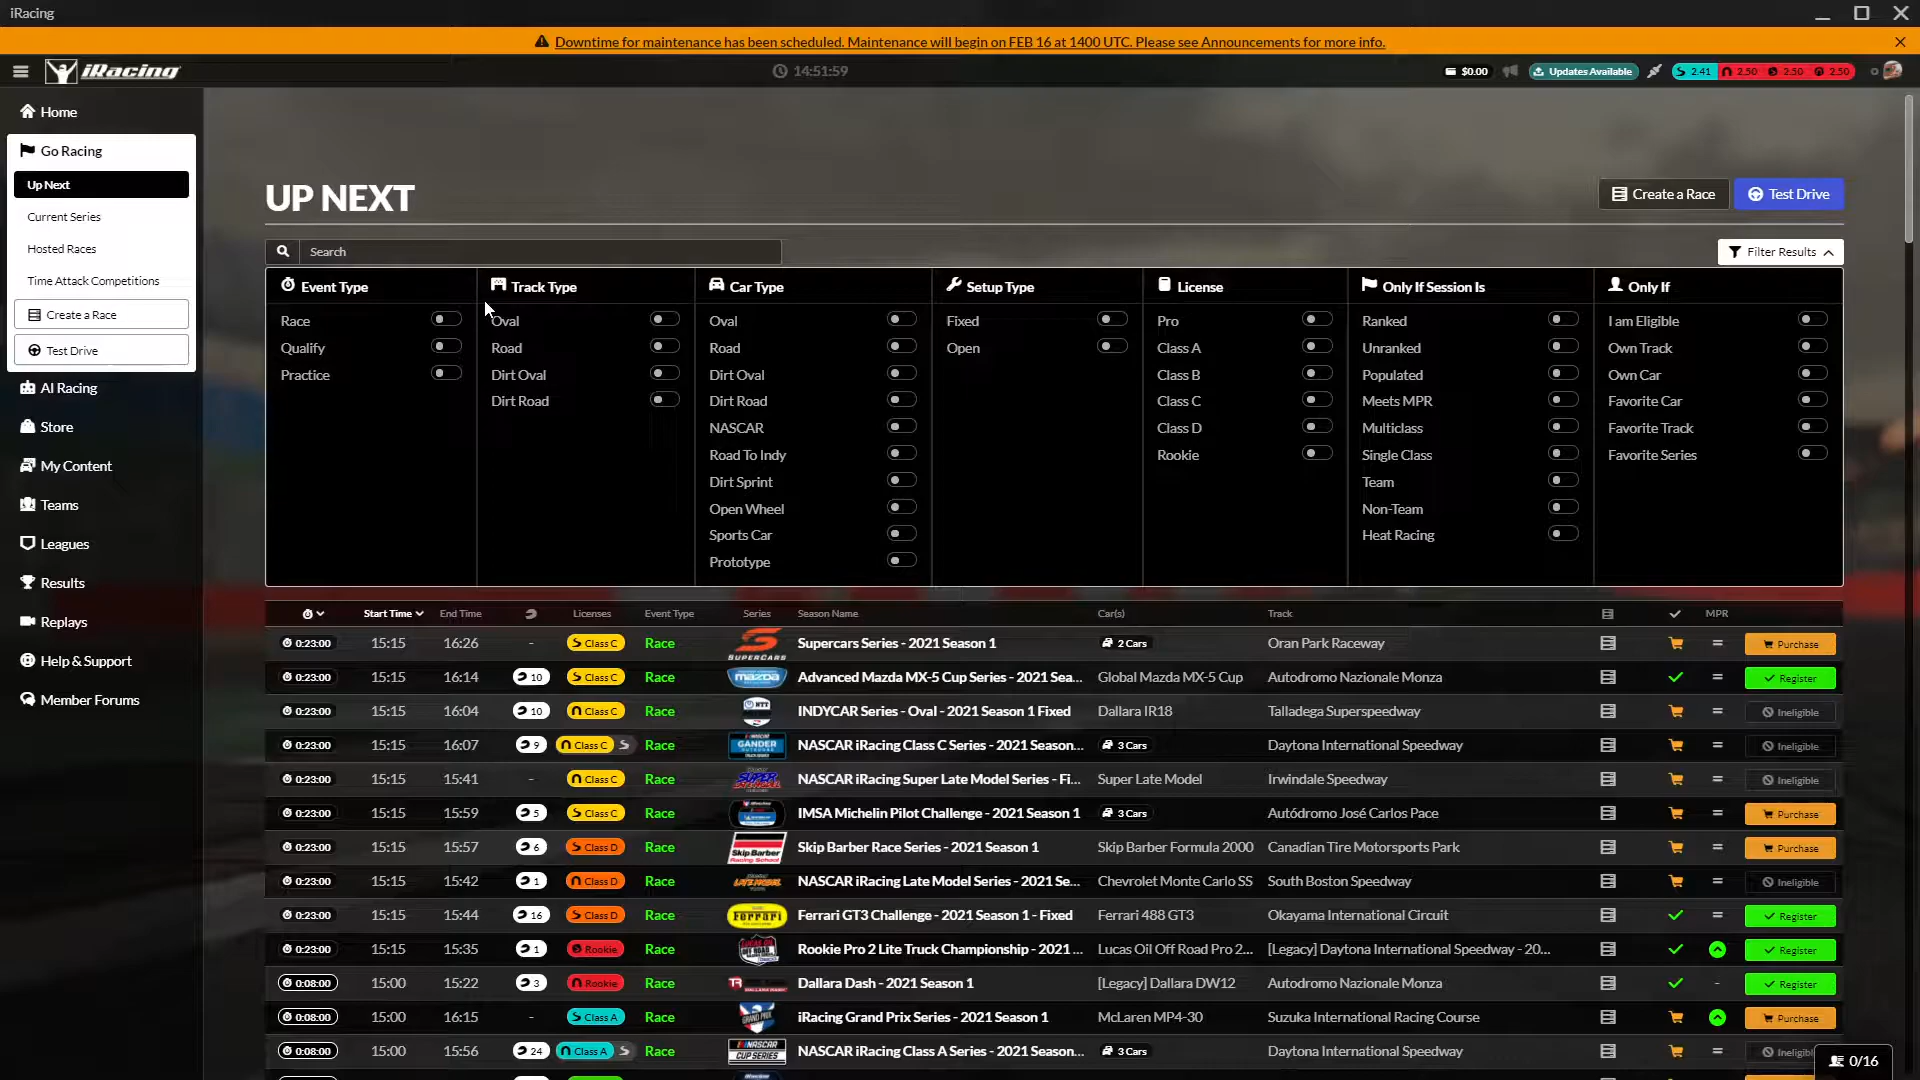 iRacing
Downtime for maintenance has been scheduled. Maintenance will begin on FEB 16 at 1400 UTC. Please see Announcements for more info.
iRacing
14:51:59
$0.00
Updates Available
2.41
2.50
2.50
2.50
Home
Go Racing
Up Next
Current Series
Hosted Races
Time Attack Competitions
Create a Race
Test Drive
AI Racing
Store
My Content
Teams
Leagues
Results
Replays
Help & Support
Member Forums
UP NEXT
Create a Race
Test Drive
Search
Filter Results
Event Type
Race
Qualify
Practice
Track Type
Oval
Road
Dirt Oval
Dirt Road
Car Type
Oval
Road
Dirt Oval
Dirt Road
NASCAR
Road To Indy
Dirt Sprint
Open Wheel
Sports Car
Prototype
Setup Type
Fixed
Open
License
Pro
Class A
Class B
Class C
Class D
Rookie
Only If Session Is
Ranked
Unranked
Populated
Meets MPR
Multiclass
Single Class
Team
Non-Team
Heat Racing
Only If
I am Eligible
Own Track
Own Car
Favorite Car
Favorite Track
Favorite Series
Start Time End Time Licenses Event Type Series Season Name Car(s) Track MPR
0:23:00 15:15 16:26 - Class C Race SUPERCARS Supercars Series - 2021 Season 1 2 Cars Oran Park Raceway = Purchase
0:23:00 15:15 16:14 10 Class C Race mazda Advanced Mazda MX-5 Cup Series - 2021 Sea... Global Mazda MX-5 Cup Autodromo Nazionale Monza = Register
0:23:00 15:15 16:04 10 Class C Race NTT INDYCAR Series - Oval - 2021 Season 1 Fixed Dallara IR18 Talladega Superspeedway = Ineligible
0:23:00 15:15 16:07 9 Class C Race GANDER NASCAR iRacing Class C Series - 2021 Season... 3 Cars Daytona International Speedway = Ineligible
0:23:00 15:15 15:41 - Class C Race NASCAR iRacing Super Late Model Series - Fi... Super Late Model Irwindale Speedway = Ineligible
0:23:00 15:15 15:59 5 Class C Race IMSA Michelin Pilot Challenge - 2021 Season 1 3 Cars Autódromo José Carlos Pace = Purchase
0:23:00 15:15 15:57 6 Class D Race Skip Barber Racing School Skip Barber Race Series - 2021 Season 1 Skip Barber Formula 2000 Canadian Tire Motorsports Park = Purchase
0:23:00 15:15 15:42 1 Class D Race LATE MODEL NASCAR iRacing Late Model Series - 2021 Se... Chevrolet Monte Carlo SS South Boston Speedway = Ineligible
0:23:00 15:15 15:44 16 Class D Race Ferrari Ferrari GT3 Challenge - 2021 Season 1 - Fixed Ferrari 488 GT3 Okayama International Circuit = Register
0:23:00 15:15 15:35 1 Rookie Race Rookie Pro 2 Lite Truck Championship - 2021 ... Lucas Oil Off Road Pro 2... [Legacy] Daytona International Speedway - 20... Register
0:08:00 15:00 15:22 3 Rookie Race Dallara Dash - 2021 Season 1 [Legacy] Dallara DW12 Autodromo Nazionale Monza - Register
0:08:00 15:00 16:15 - Class A Race GRAND PRIX iRacing Grand Prix Series - 2021 Season 1 McLaren MP4-30 Suzuka International Racing Course Purchase
0:08:00 15:00 15:56 24 Class A Race NASCAR CUP SERIES NASCAR iRacing Class A Series - 2021 Season... 3 Cars Daytona International Speedway = Ineligibl
0/16